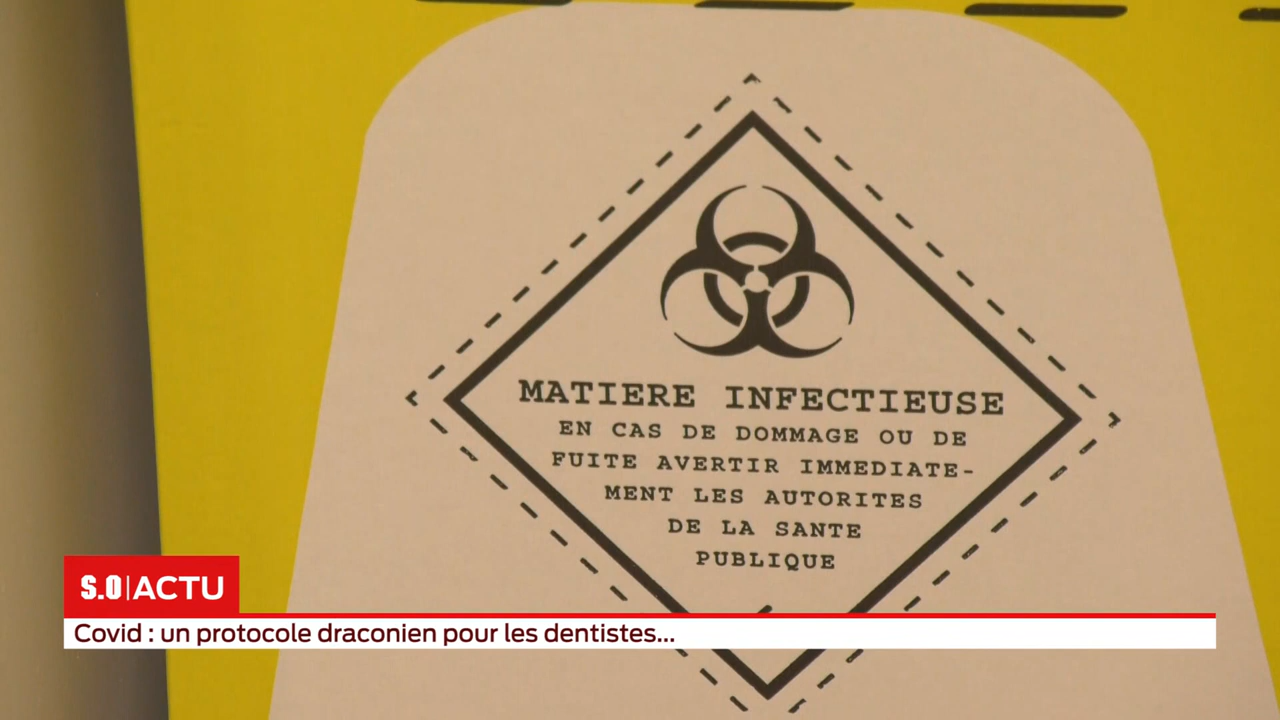 MATIERE INFECTIEUSE
EN CAS DE DOMMAGE OU DE
FUITE AVERTIR IMMEDIATE-
MENT LES AUTORITES
DE LA SANTE
PUBLIQUE
S.O|ACTU
Covid : un protocole draconien pour les dentistes...